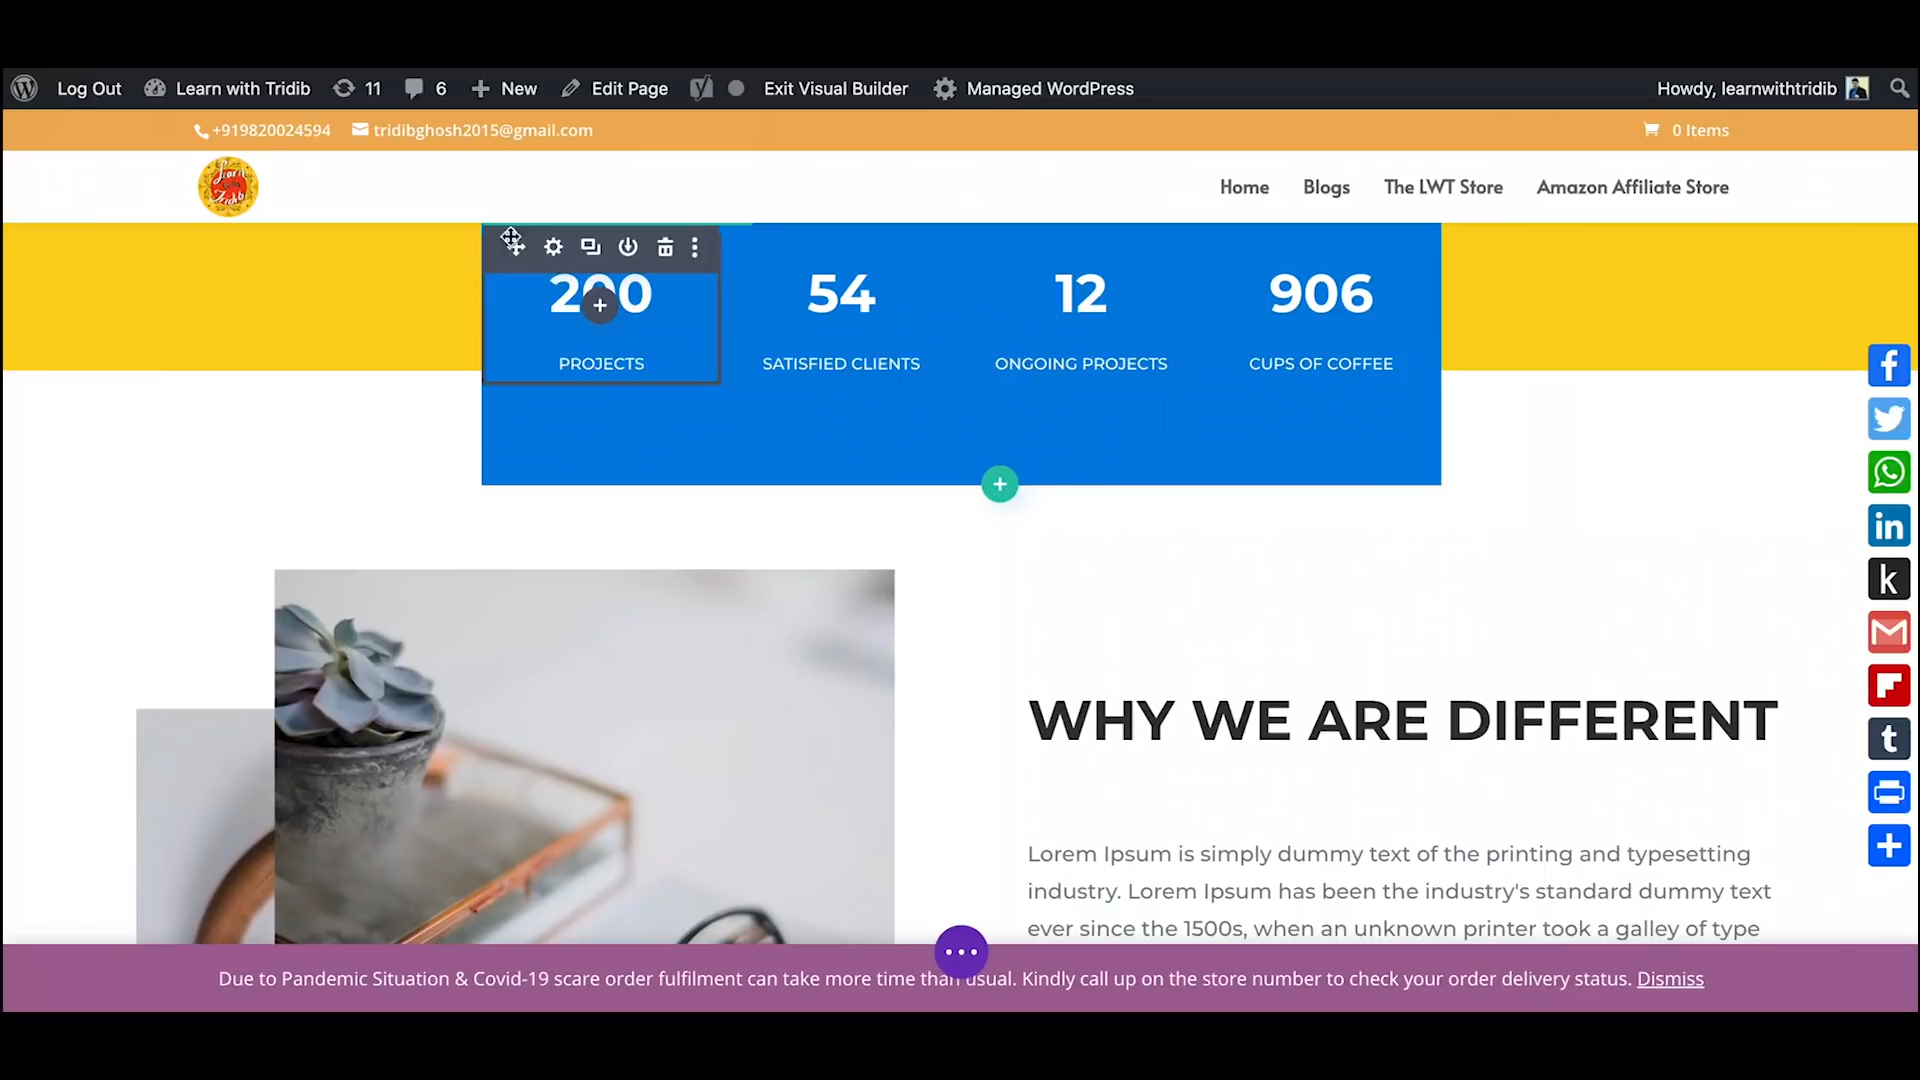 Log Out Learn with Tridib 11 6 New Edit Page Exit Visual Builder Managed WordPress Howdy, learnwithtridib
+919820024594 tridibghosh2015@gmail.com 0 Items
Learn with Tridib
Home Blogs The LWT Store Amazon Affiliate Store
200 54 12 906
PROJECTS SATISFIED CLIENTS ONGOING PROJECTS CUPS OF COFFEE
WHY WE ARE DIFFERENT
Lorem Ipsum is simply dummy text of the printing and typesetting
industry. Lorem Ipsum has been the industry's standard dummy text
ever since the 1500s, when an unknown printer took a galley of type
Due to Pandemic Situation & Covid-19 scare order fulfilment can take more time than usual. Kindly call up on the store number to check your order delivery status. Dismiss